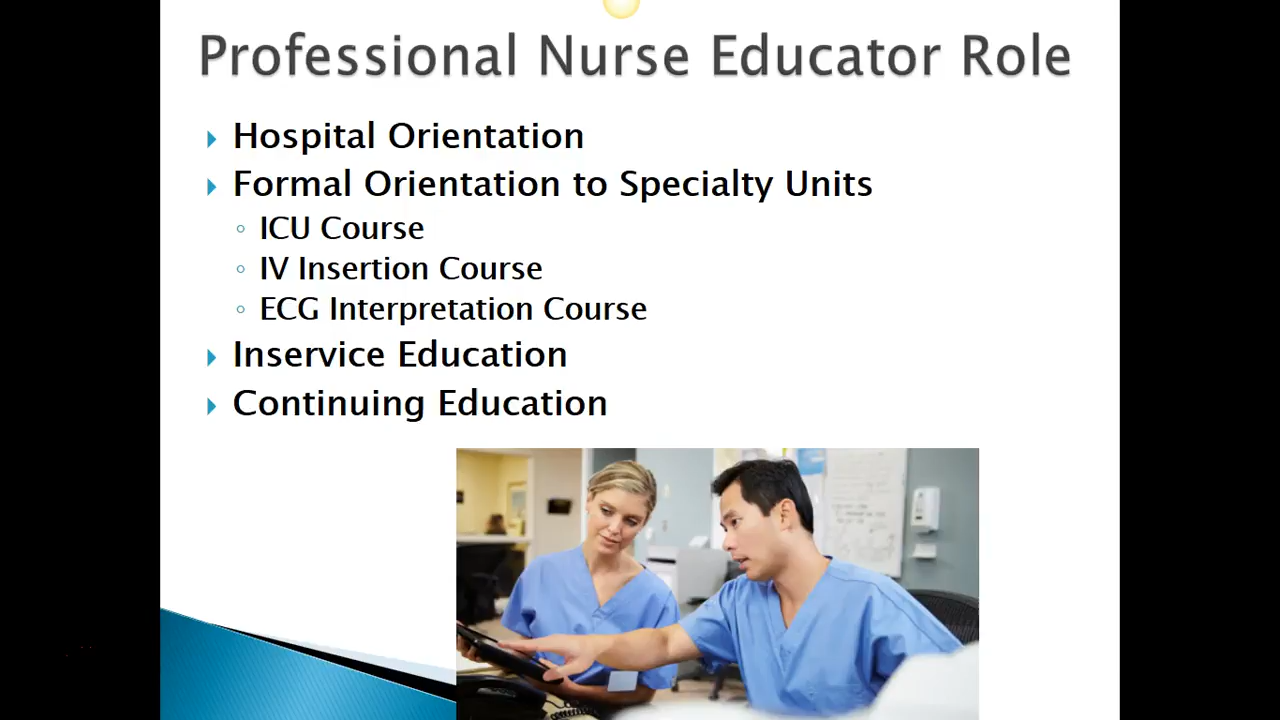 Professional Nurse Educator Role
Hospital Orientation
Formal Orientation to Specialty Units
ICU Course
IV Insertion Course
ECG Interpretation Course
Inservice Education
Continuing Education